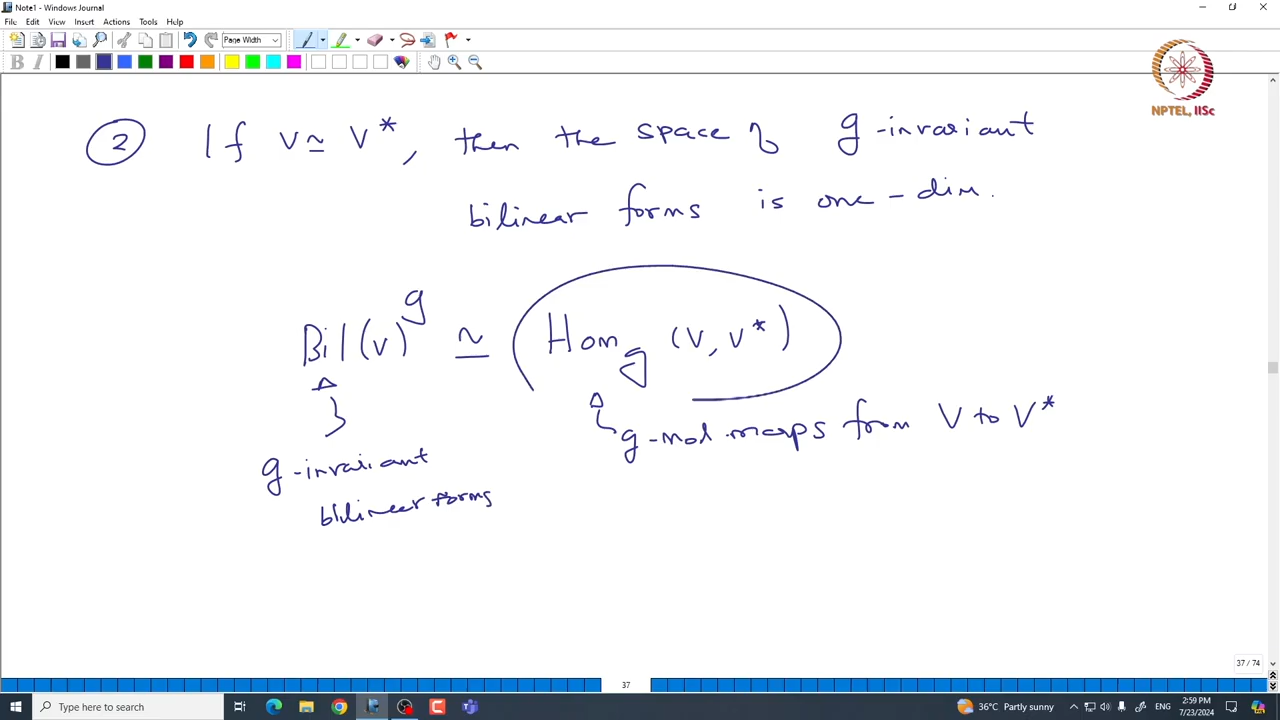 Note1 - Windows Journal
File Edit View Insert Actions Tools Help
Page Width
NPTEL, IISc
② If V ≃ V*, then the space of g-invariant
bilinear forms is one-dim.
Bil(V)^g ≃ Hom_g (V, V*)
g-mod maps from V to V*
g-invariant
bilinear forms
37 / 74
37
Type here to search
36°C Partly sunny
ENG
2:59 PM
7/23/2024